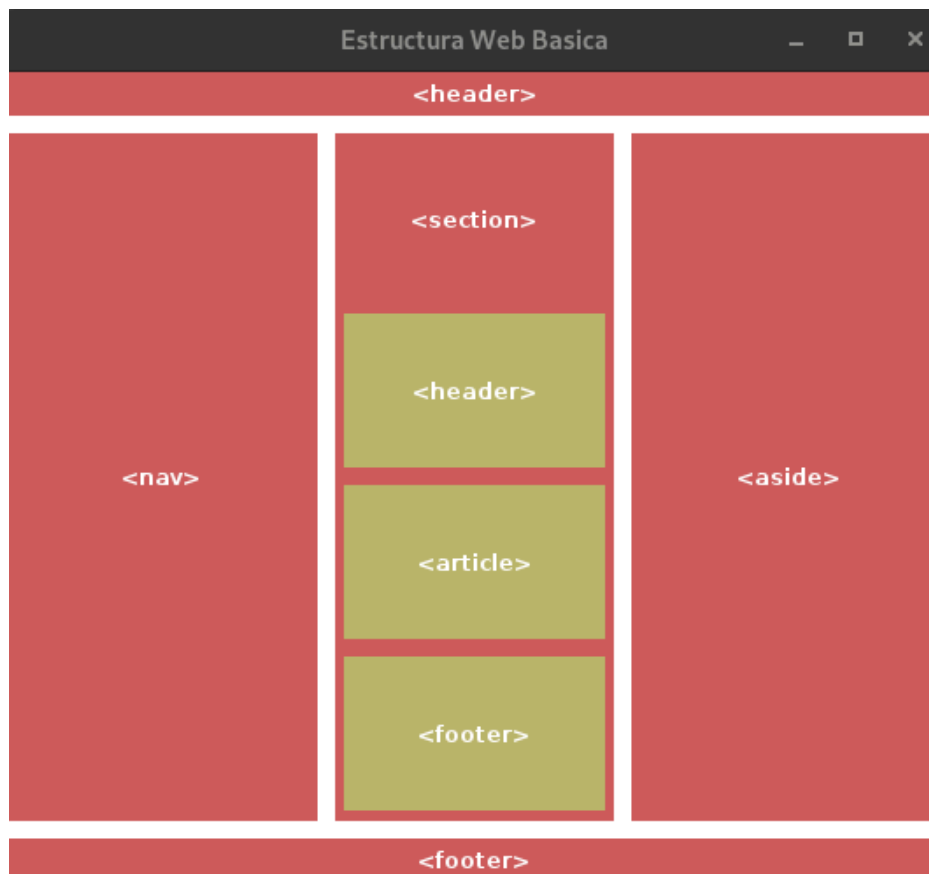 Estructura Web Basica
<header>
<section>
<header>
<nav>
<aside>
<article>
<footer>
<footer>